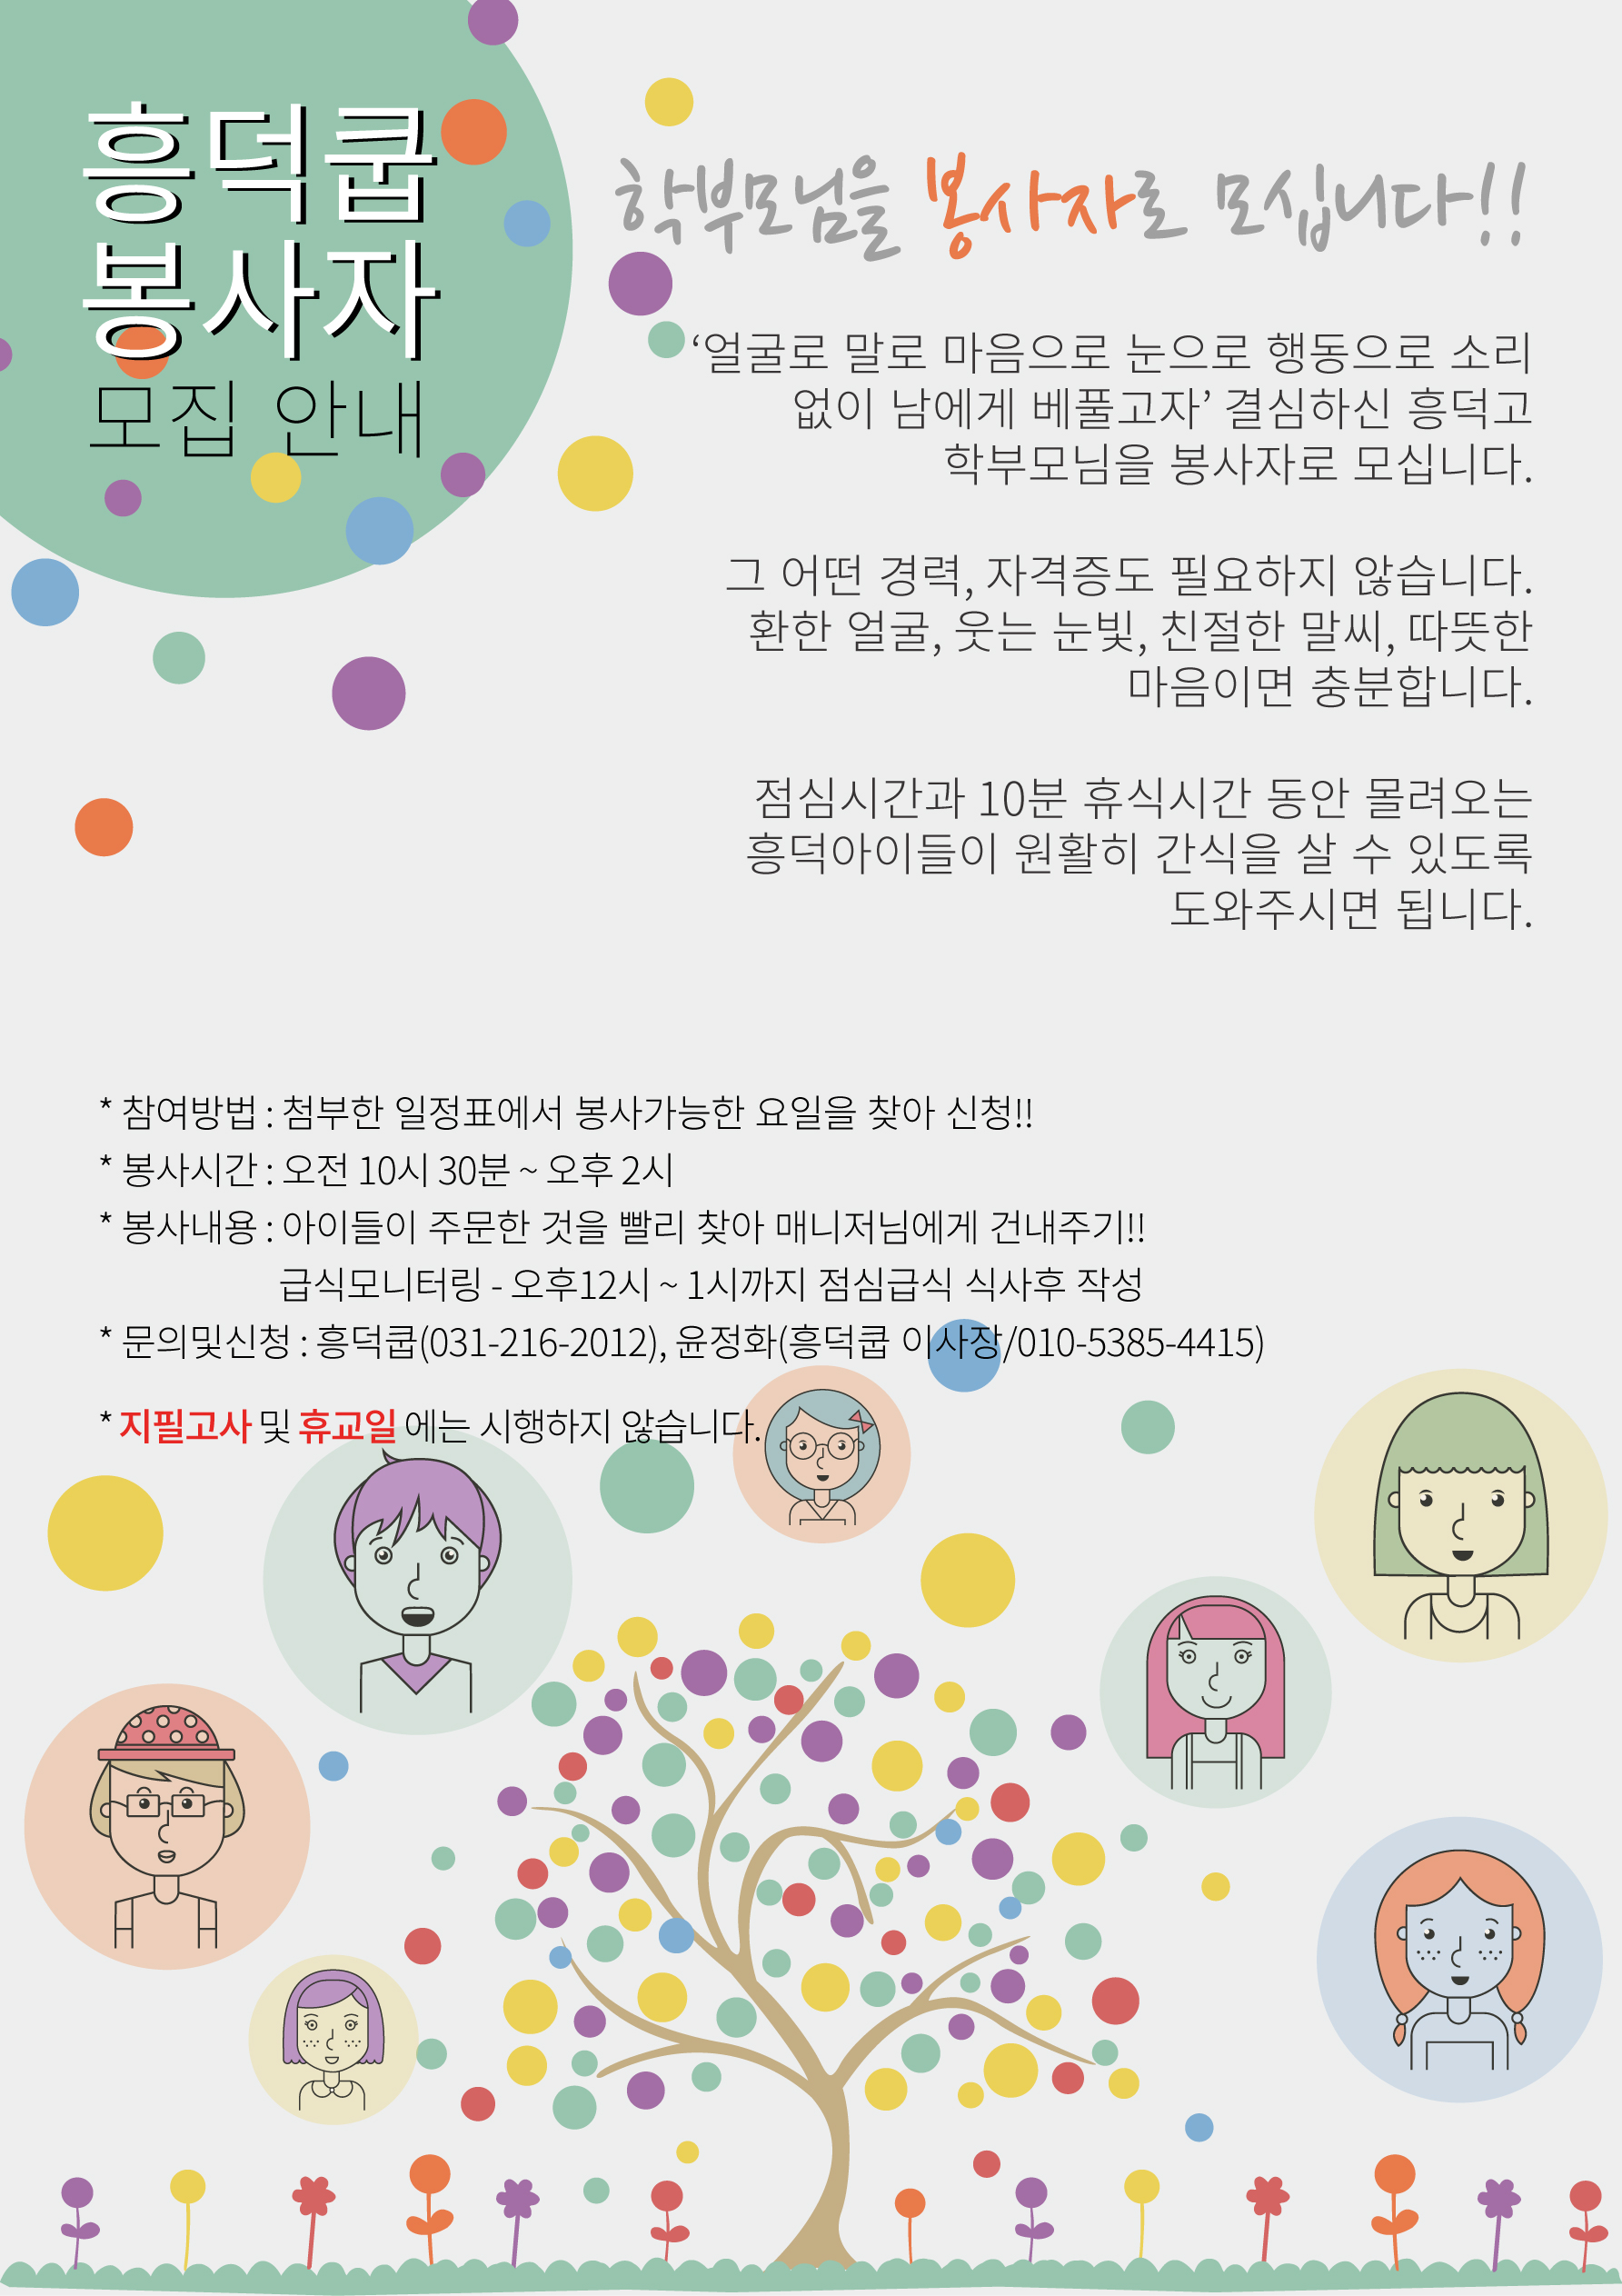 흥덕쿱
봉사자
모집 안내
학부모님을 봉사자로 모십니다!!
‘얼굴로 말로 마음으로 눈으로 행동으로 소리
없이 남에게 베풀고자’ 결심하신 흥덕고
학부모님을 봉사자로 모십니다.
그 어떤 경력, 자격증도 필요하지 않습니다.
환한 얼굴, 웃는 눈빛, 친절한 말씨, 따뜻한
마음이면 충분합니다.
점심시간과 10분 휴식시간 동안 몰려오는
흥덕아이들이 원활히 간식을 살 수 있도록
도와주시면 됩니다.
* 참여방법 : 첨부한 일정표에서 봉사가능한 요일을 찾아 신청!!
* 봉사시간 : 오전 10시 30분 ~ 오후 2시
* 봉사내용 : 아이들이 주문한 것을 빨리 찾아 매니저님에게 건내주기!!
급식모니터링 - 오후12시 ~ 1시까지 점심급식 식사후 작성
* 문의및신청 : 흥덕쿱(031-216-2012), 윤정화(흥덕쿱 이사장/010-5385-4415)
* 지필고사 및 휴교일 에는 시행하지 않습니다.